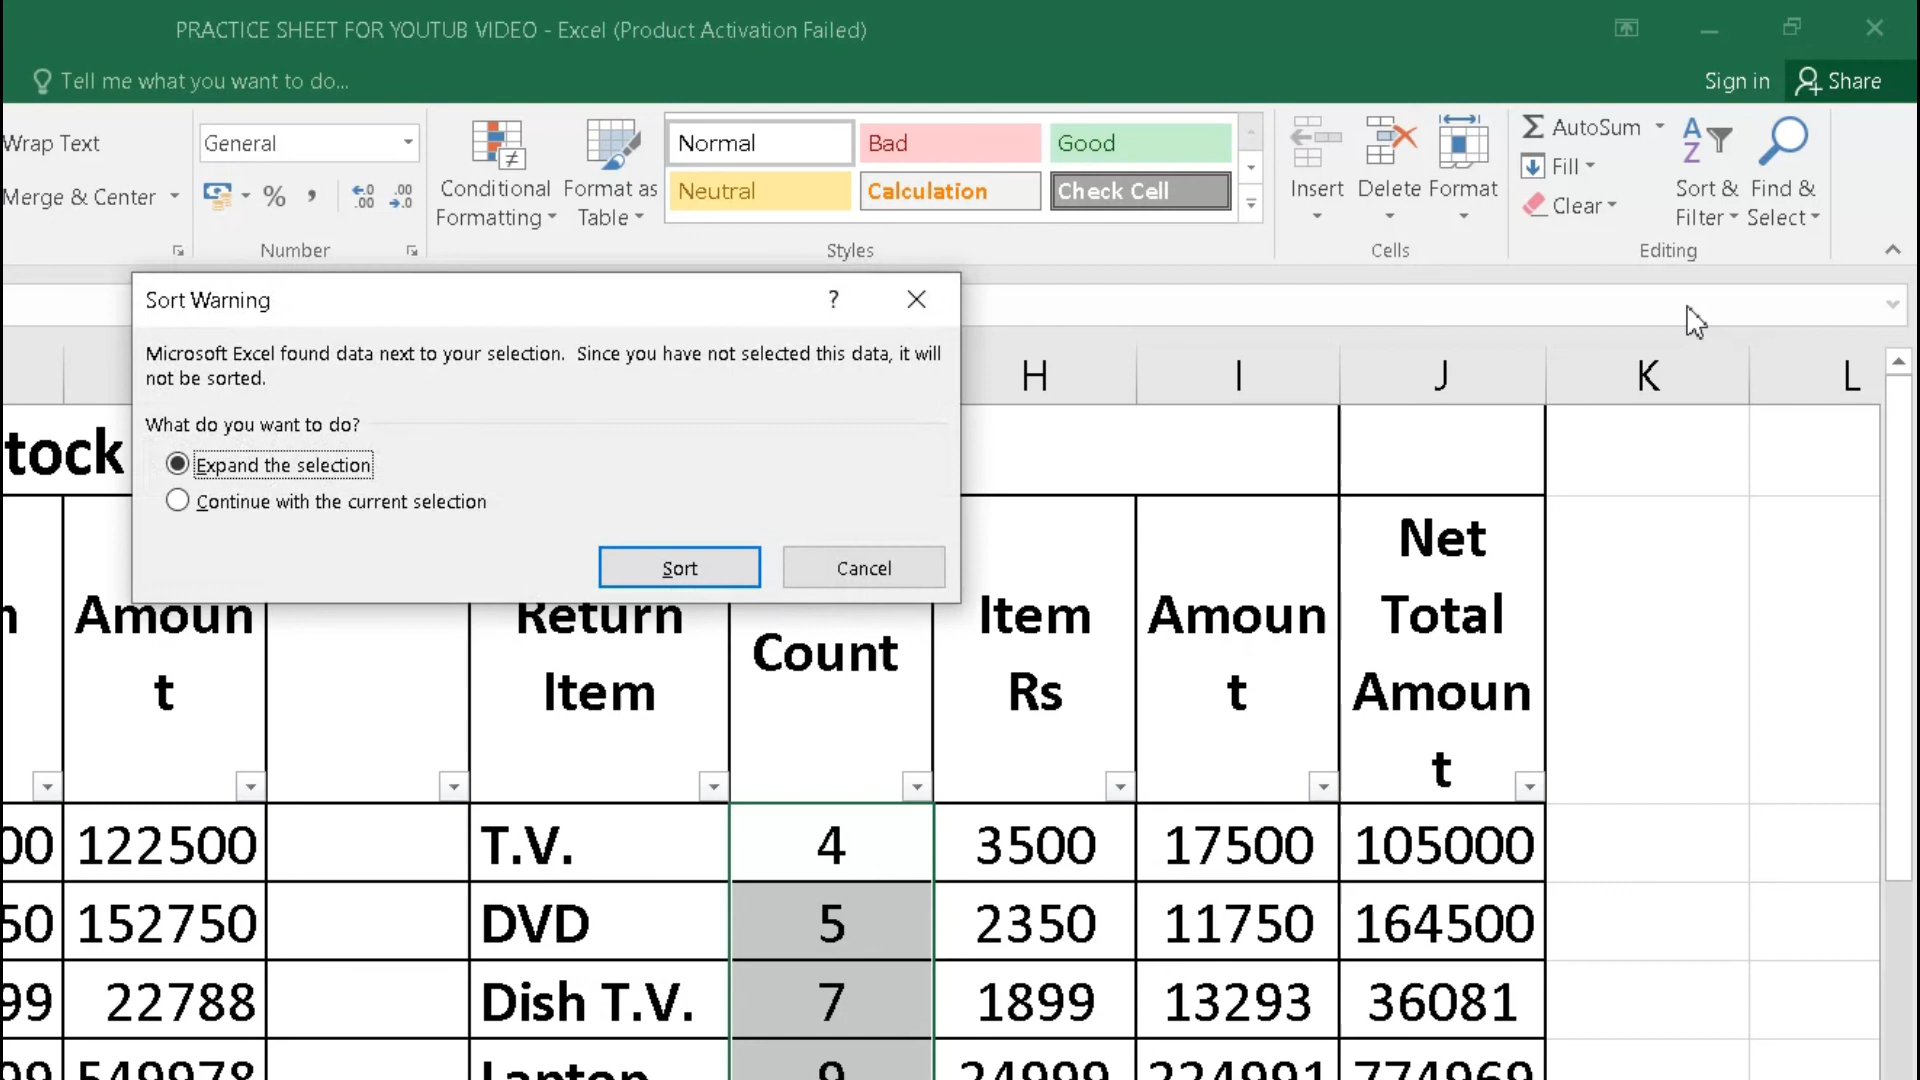 PRACTICE SHEET FOR YOUTUB VIDEO - Excel (Product Activation Failed)
Tell me what you want to do...
Sign in
Share
Wrap Text
Merge & Center
General
%
,
Number
Conditional
Formatting
Format as
Table
Normal
Bad
Good
Neutral
Calculation
Check Cell
Styles
Insert
Delete
Format
Cells
AutoSum
Fill
Clear
Sort &
Filter
Find &
Select
Editing
Sort Warning
?
Microsoft Excel found data next to your selection. Since you have not selected this data, it will
not be sorted.
What do you want to do?
Expand the selection
Continue with the current selection
Sort
Cancel
H I J K L
tock
Amoun
t
Return
Item
Count
Item
Rs
Amoun
t
Net
Total
Amoun
t
00 122500 T.V. 4 3500 17500 105000
50 152750 DVD 5 2350 11750 164500
99 22788 Dish T.V. 7 1899 13293 36081
99 549978 Laptop 9 24999 224991 774969